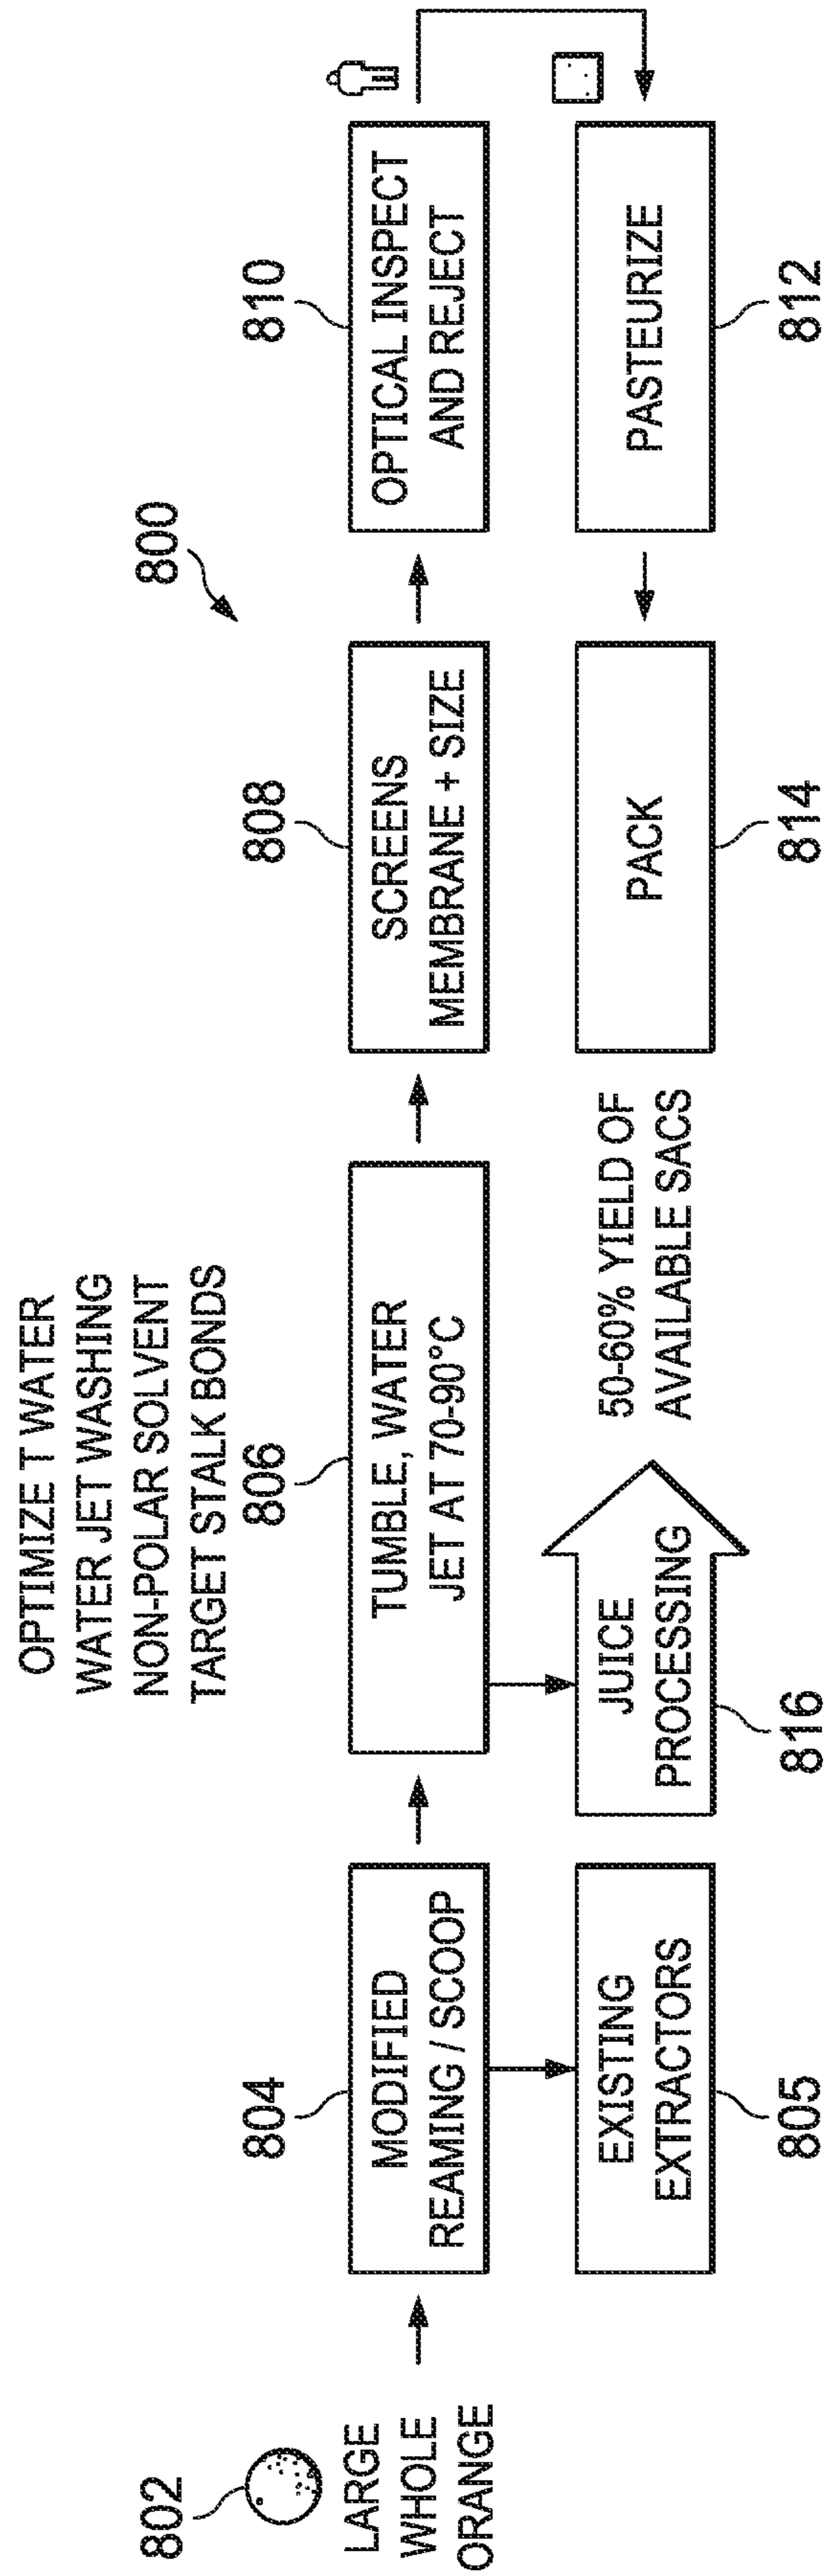 800
802
LARGE
WHOLE
ORANGE
804
MODIFIED
REAMING / SCOOP
EXISTING
EXTRACTORS
805
OPTIMIZE T WATER
WATER JET WASHING
NON-POLAR SOLVENT
TARGET STALK BONDS
806
TUMBLE, WATER
JET AT 70-90°C
JUICE
PROCESSING
816
50-60% YIELD OF
AVAILABLE SACS
808
SCREENS
MEMBRANE + SIZE
810
OPTICAL INSPECT
AND REJECT
PASTEURIZE
812
PACK
814